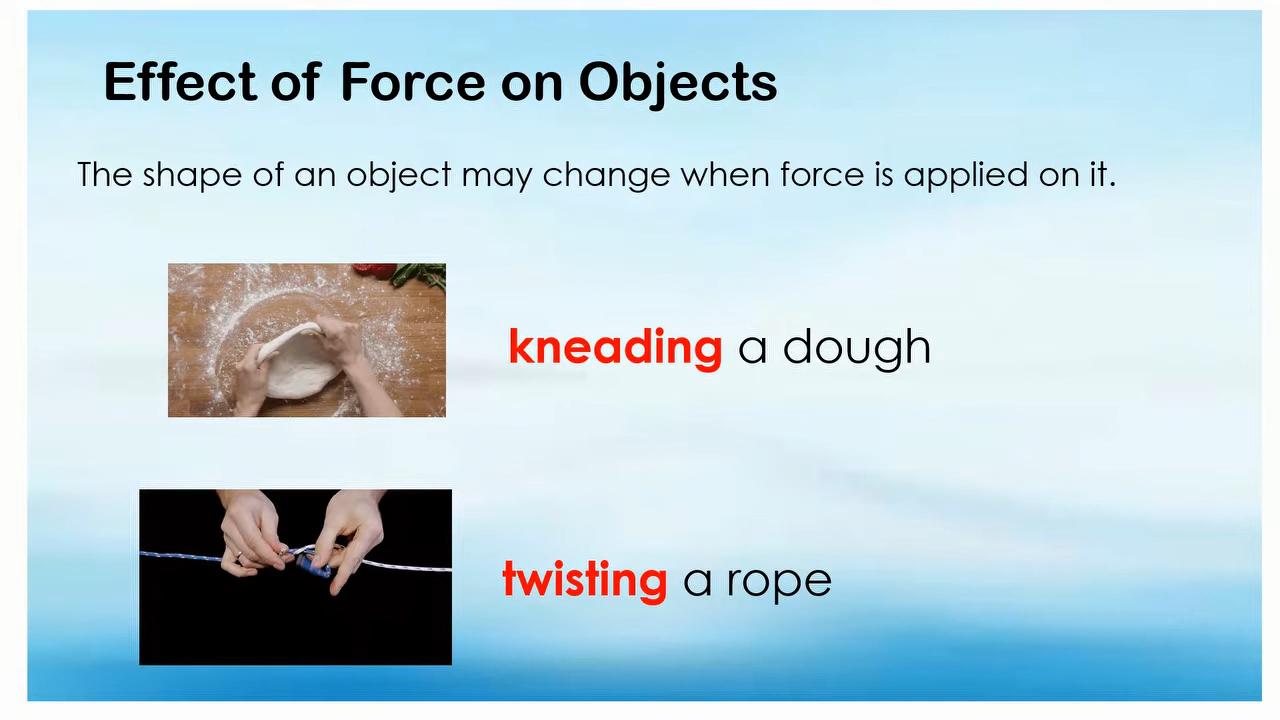 Effect of Force on Objects
The shape of an object may change when force is applied on it.
kneading a dough
twisting a rope